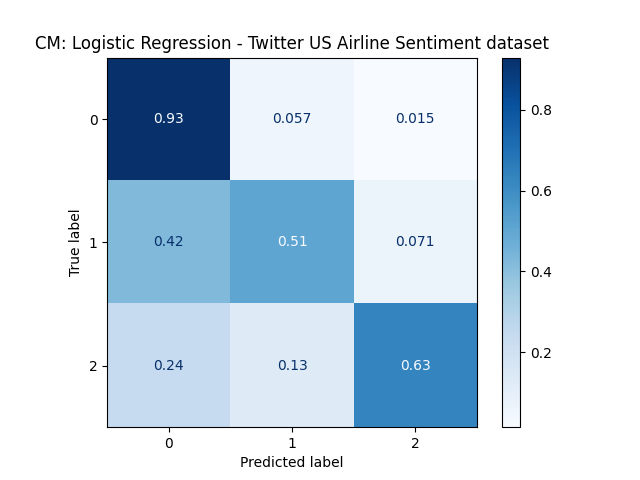 CM: Logistic Regression - Twitter US Airline Sentiment dataset
0 0.93 0.057 0.015
1 0.42 0.51 0.071
2 0.24 0.13 0.63
0 1 2
True label
Predicted label
0.8
0.6
0.4
0.2